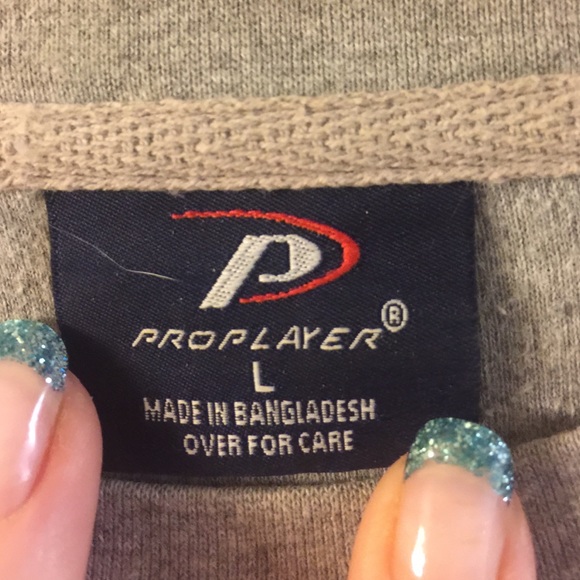 P
PROPLAYER®
L
MADE IN BANGLADESH
OVER FOR CARE